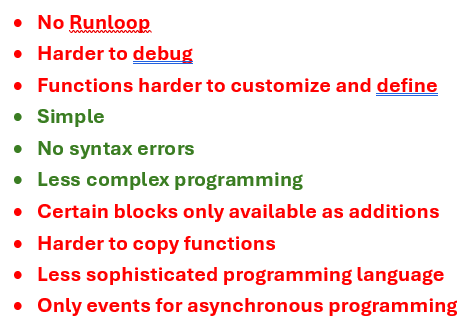 No Runloop
Harder to debug
Functions harder to customize and define
Simple
No syntax errors
Less complex programming
Certain blocks only available as additions
Harder to copy functions
Less sophisticated programming language
Only events for asynchronous programming